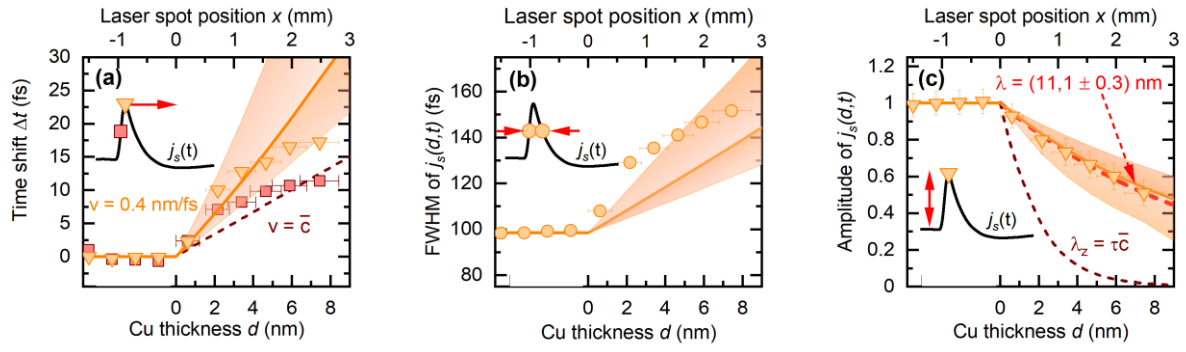 Laser spot position x (mm)
-1 0 1 2 3
(a)
Time shift Δt (fs)
30
25
20
15
10
5
0
j_s(t)
v = 0.4 nm/fs
v = c̄
0 2 4 6 8
Cu thickness d (nm)
Laser spot position x (mm)
-1 0 1 2 3
(b)
FWHM of j_s(d,t) (fs)
160
140
120
100
80
j_s(t)
0 2 4 6 8
Cu thickness d (nm)
Laser spot position x (mm)
-1 0 1 2 3
(c)
λ = (11,1 ± 0.3) nm
Amplitude of j_s(d,t)
1.2
1
0.8
0.6
0.4
0.2
0
j_s(t)
λ_z = τc̄
0 2 4 6 8
Cu thickness d (nm)